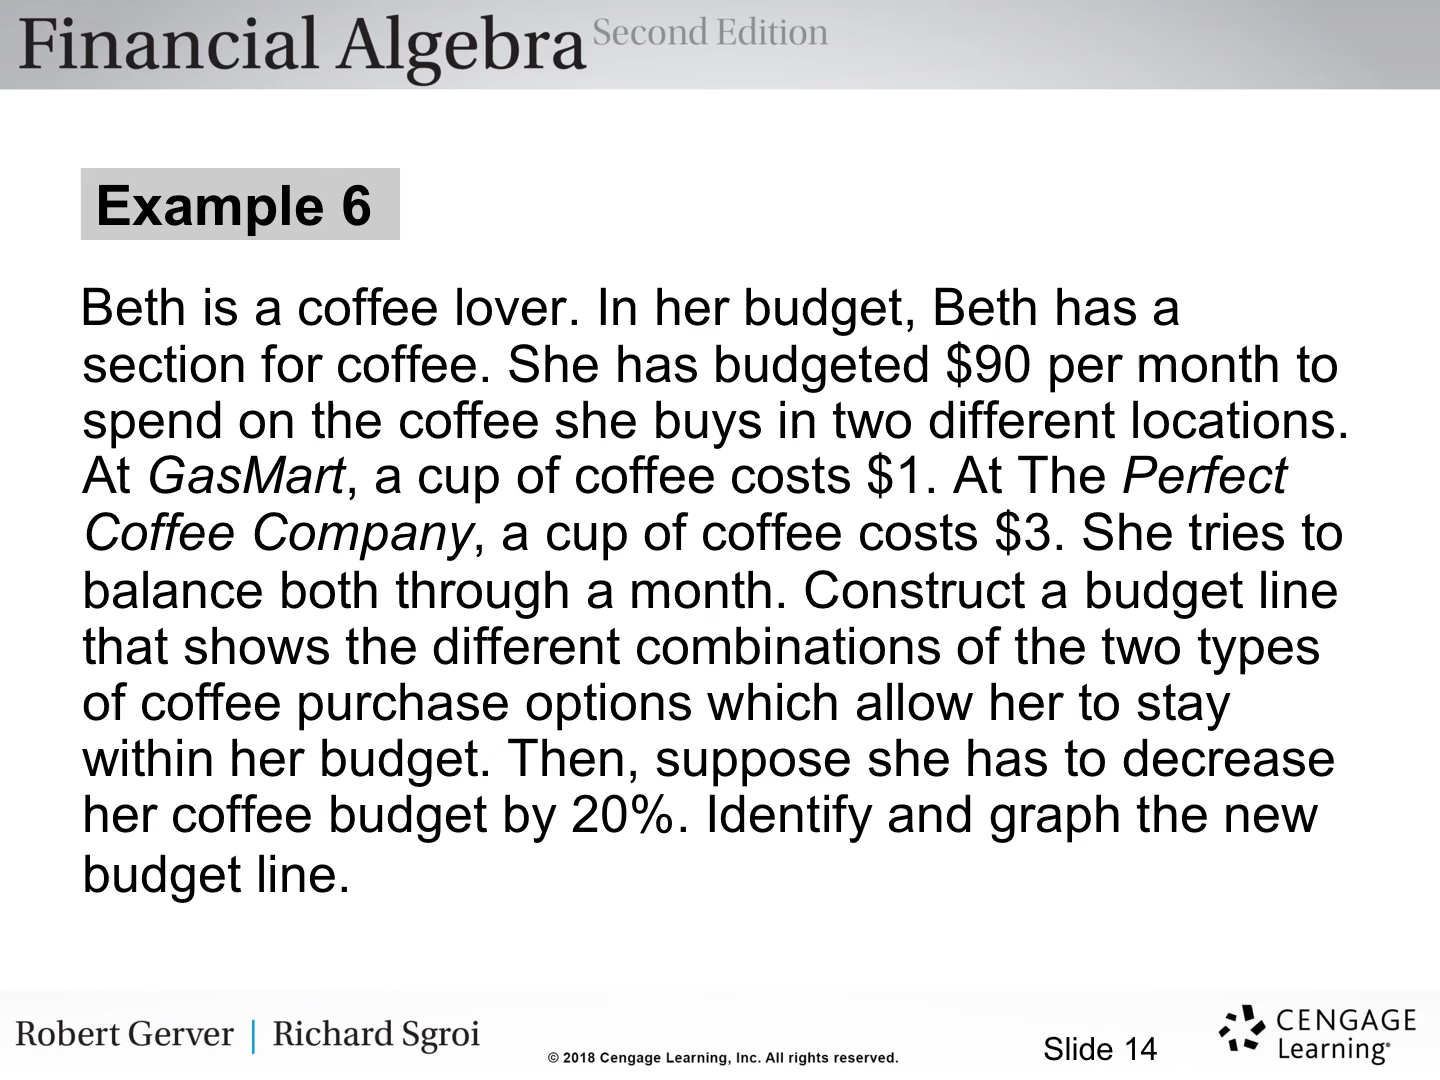 Financial Algebra Second Edition
Example 6
Beth is a coffee lover. In her budget, Beth has a
section for coffee. She has budgeted $90 per month to
spend on the coffee she buys in two different locations.
At GasMart, a cup of coffee costs $1. At The Perfect
Coffee Company, a cup of coffee costs $3. She tries to
balance both through a month. Construct a budget line
that shows the different combinations of the two types
of coffee purchase options which allow her to stay
within her budget. Then, suppose she has to decrease
her coffee budget by 20%. Identify and graph the new
budget line.
Robert Gerver | Richard Sgroi
© 2018 Cengage Learning, Inc. All rights reserved.
Slide 14
CENGAGE
Learning®